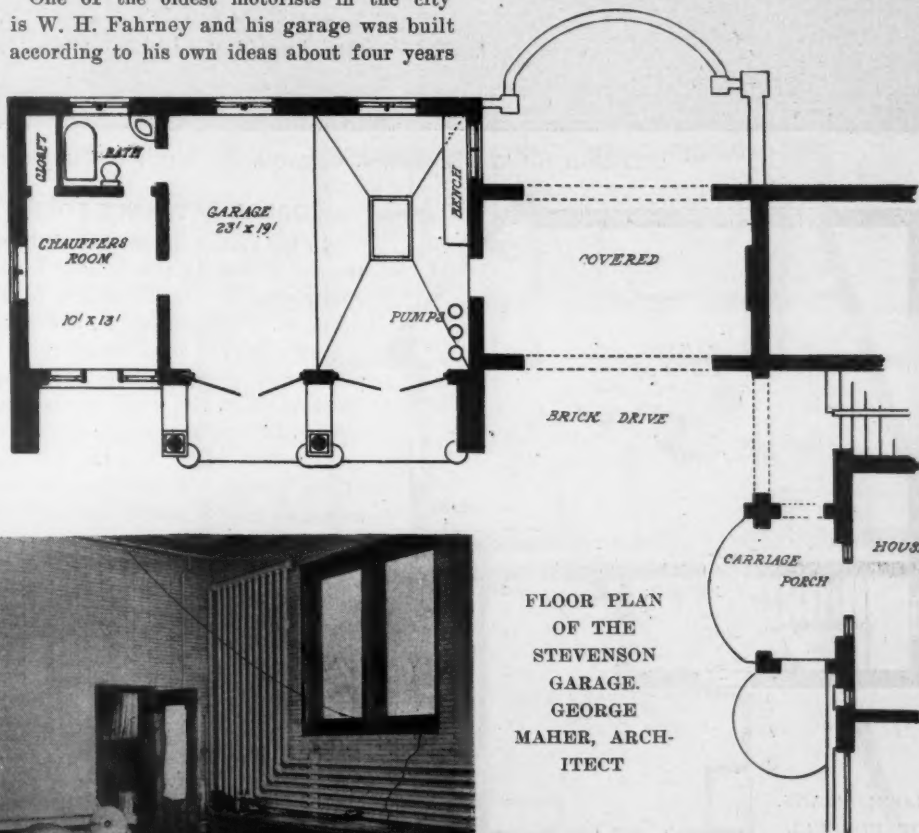 One of the oldest motorists in the city
is W. H. Fahrney and his garage was built
according to his own ideas about four years
CLOSET
BATH
GARAGE
23' x 19'
BENCH
CHAUFFERS
ROOM
COVERED
10' X 13'
PUMPS
BRICK DRIVE
CARRIAGE
PORCH
HOUS
FLOOR PLAN
OF THE
STEVENSON
GARAGE.
GEORGE
MAHER, ARCH-
ITECT